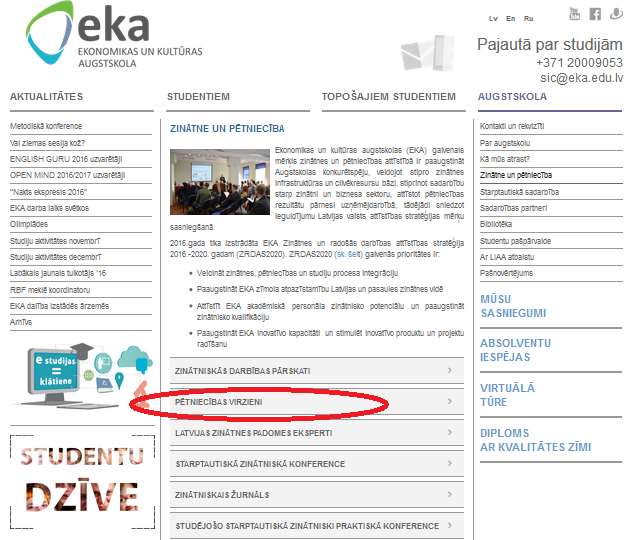 eka
EKONOMIKAS UN KULTŪRAS
AUGSTSKOLA
Lv En Ru
Pajautā par studijām
+371 20009053
sic@eka.edu.lv
AKTUALITĀTES
STUDENTIEM
TOPOŠAJIEM STUDENTIEM
AUGSTSKOLA
Metodiskā konference
Vai ziemas sesija kož?
ENGLISH GURU 2016 uzvarētāji
OPEN MIND 2016/2017 uzvarētāji
"Nakts ekspresis 2016"
EKA darba laiks svētkos
Olimpiādes
Studiju aktivitātes novembrī
Studiju aktivitātes decembrī
Labākais jaunais tulkotājs '16
RBF meklē koordinatoru
EKA dalība izstādēs ārzemēs
Arhīvs
e studijas
=
klātiene
STUDENTU
DZĪVE
ZINĀTNE UN PĒTNIECĪBA
Ekonomikas un kultūras augstskolas (EKA) galvenais
mērķis zinātnes un pētniecības attīstībā ir paaugstināt
Augstskolas konkurētspēju, veidojot stipro zinātnes
infrastruktūras un cilvēkresursu bāzi, stiprinot sadarbību
starp zinātni un biznesa sektoru, attīstot pētniecības
rezultātu pārnesi uzņēmējdarbībā, tādējādi sniedzot
ieguldījumu Latvijas valsts attīstības stratēģijas mērķu
sasniegšanā.
2016.gada tika izstrādāta EKA Zinātnes un radošās darbības attīstības stratēģija
2016.-2020. gadam (ZRDAS2020). ZRDAS2020 (sk. šeit) galvenās prioritātes ir:
Veicināt zinātnes, pētniecības un studiju procesa integrāciju
Paaugstināt EKA zīmola atpazīstamību Latvijas un pasaules zinātnes vidē
Attīstīt EKA akadēmiskā personāla zinātnisko potenciālu un paaugstināt
zinātnisko kvalifikāciju
Paaugstināt EKA inovatīvo kapacitāti un stimulēt inovatīvo produktu un projektu
radīšanu
ZINĀTNISKĀS DARBĪBAS PĀRSKATI
PĒTNIECĪBAS VIRZIENI
LATVIJAS ZINĀTNES PADOMES EKSPERTI
STARPTAUTISKĀ ZINĀTNISKĀ KONFERENCE
ZINĀTNISKAIS ŽURNĀLS
STUDĒJOŠO STARPTAUTISKĀ ZINĀTNISKI PRAKTISKĀ KONFERENCE
Kontakti un rekvizīti
Par augstskolu
Kā mūs atrast?
Zinātne un pētniecība
Starptautiskā sadarbība
Sadarbības partneri
Bibliotēka
Studentu pašpārvalde
Ar LIAA atbalstu
Pašnovērtējums
MŪSU
SASNIEGUMI
ABSOLVENTU
IESPĒJAS
VIRTUĀLĀ
TŪRE
DIPLOMS
AR KVALITĀTES ZĪMI